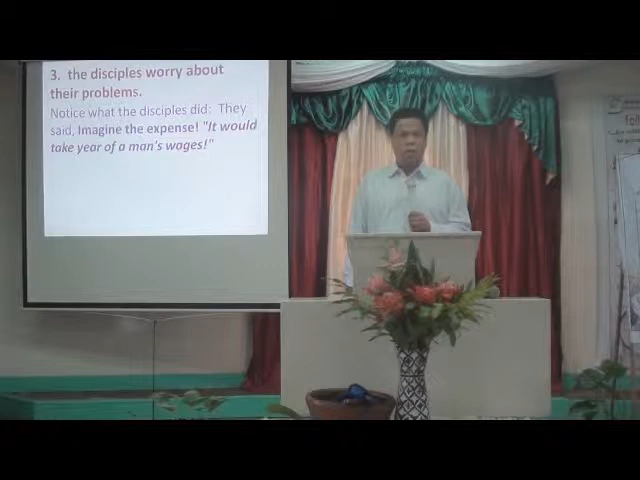 3. the disciples worry about
their problems.
Notice what the disciples did: They
said, Imagine the expense! "It would
take year of a man's wages!"